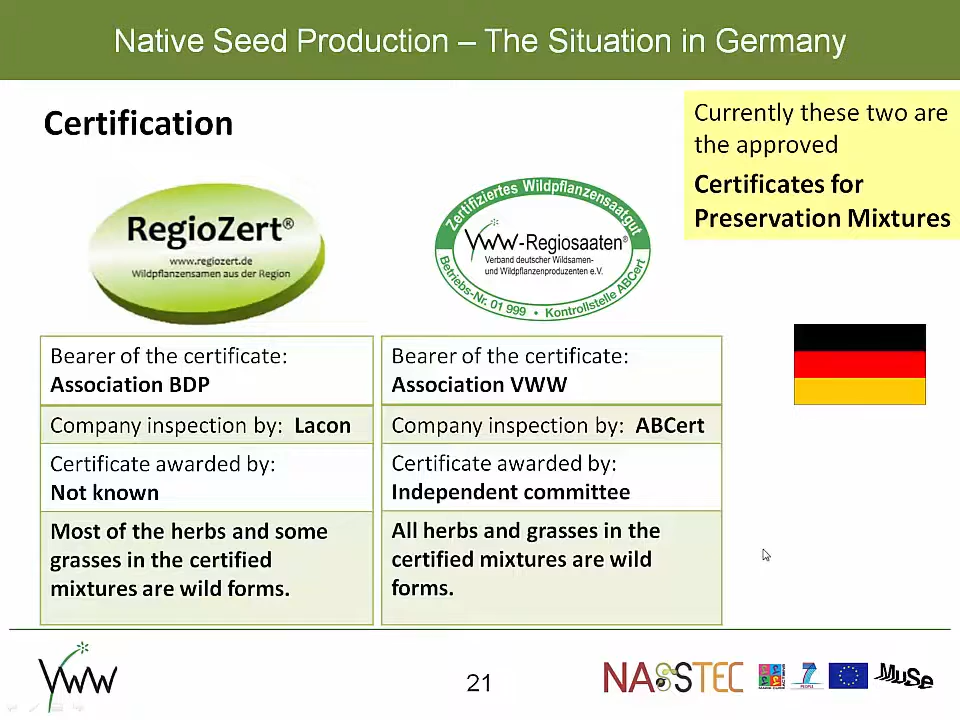 Native Seed Production – The Situation in Germany
Certification
Currently these two are
the approved
Certificates for
Preservation Mixtures
RegioZert®
www.regiozert.de
Wildpflanzensamen aus der Region
Zertifiziertes Wildpflanzensaatgut
VWW-Regiosaaten®
Verband deutscher Wildsamen-
und Wildpflanzenproduzenten e.V.
Betriebs-Nr. 01 999 • Kontrollstelle ABCert
Bearer of the certificate:
Association BDP
Company inspection by: Lacon
Certificate awarded by:
Not known
Most of the herbs and some
grasses in the certified
mixtures are wild forms.
Bearer of the certificate:
Association VWW
Company inspection by: ABCert
Certificate awarded by:
Independent committee
All herbs and grasses in the
certified mixtures are wild
forms.
VWW
21
NASSTEC
7
PEOPLE
MUSe